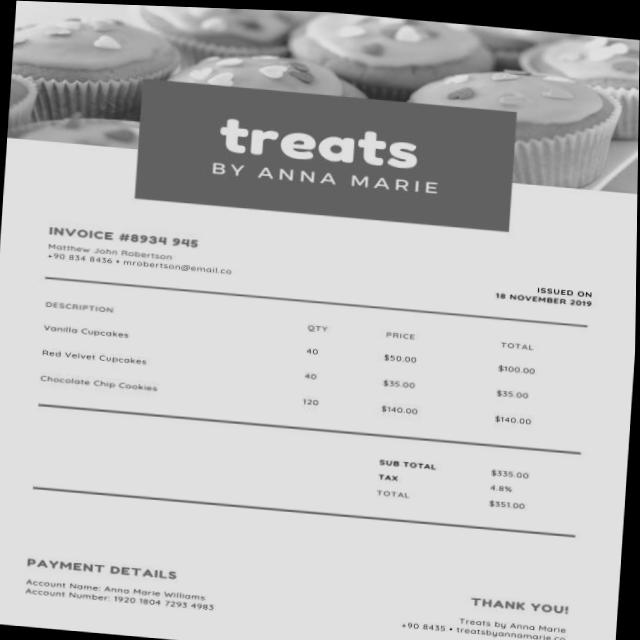 treats
BY ANNA MARIE
INVOICE #8934 945
Matthew John Robertson
+90 834 8436 • mrobertson@email.co
ISSUED ON
18 NOVEMBER 2019
DESCRIPTION QTY PRICE TOTAL
Vanilla Cupcakes 40 $50.00 $100.00
Red Velvet Cupcakes 40 $35.00 $35.00
Chocolate Chip Cookies 120 $140.00 $140.00
SUB TOTAL $335.00
TAX 4.8%
TOTAL $351.00
PAYMENT DETAILS
Account Name: Anna Marie Williams
Account Number: 1920 1804 7293 4983
THANK YOU!
Treats by Anna Marie
+90 8435 • treatsbyannamarie.co